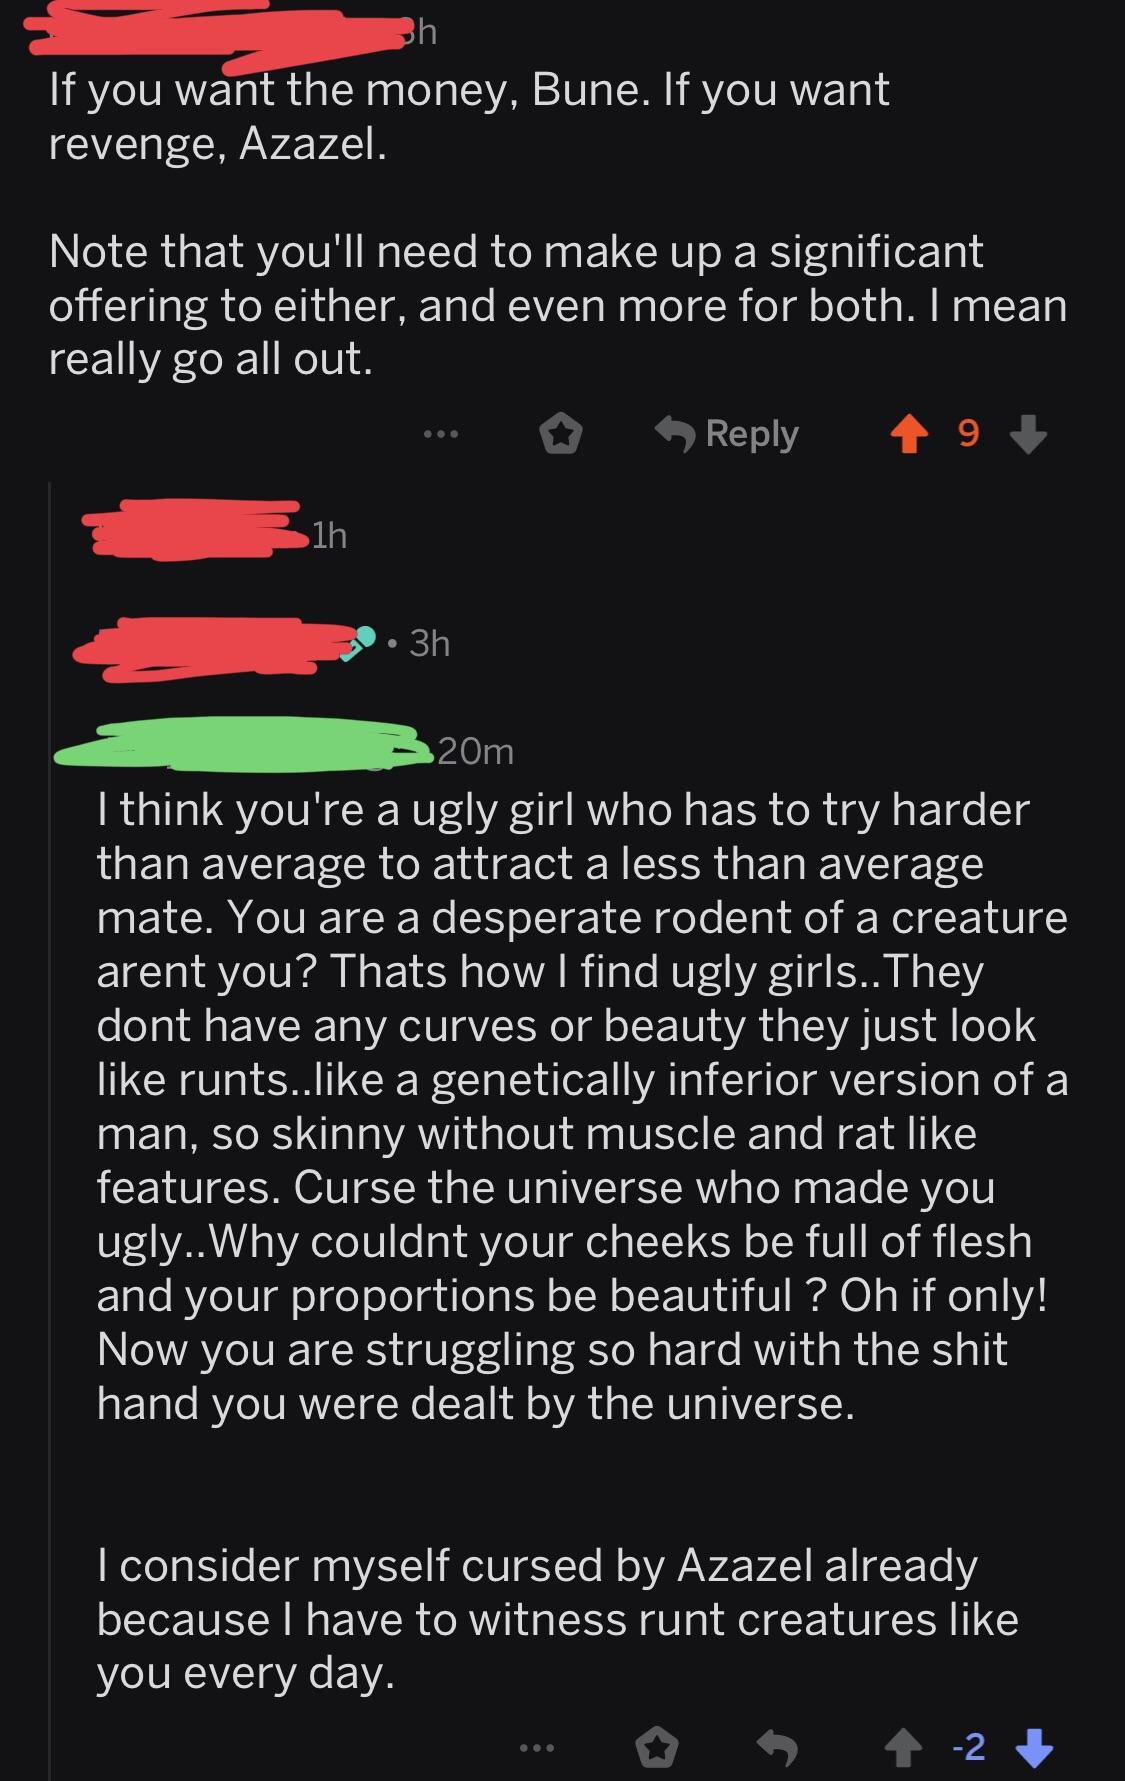 3h
If you want the money, Bune. If you want
revenge, Azazel.
Note that you'll need to make up a significant
offering to either, and even more for both. I mean
really go all out.
Reply 9
1h
• 3h
20m
I think you're a ugly girl who has to try harder
than average to attract a less than average
mate. You are a desperate rodent of a creature
arent you? Thats how I find ugly girls..They
dont have any curves or beauty they just look
like runts..like a genetically inferior version of a
man, so skinny without muscle and rat like
features. Curse the universe who made you
ugly..Why couldnt your cheeks be full of flesh
and your proportions be beautiful ? Oh if only!
Now you are struggling so hard with the shit
hand you were dealt by the universe.
I consider myself cursed by Azazel already
because I have to witness runt creatures like
you every day.
-2